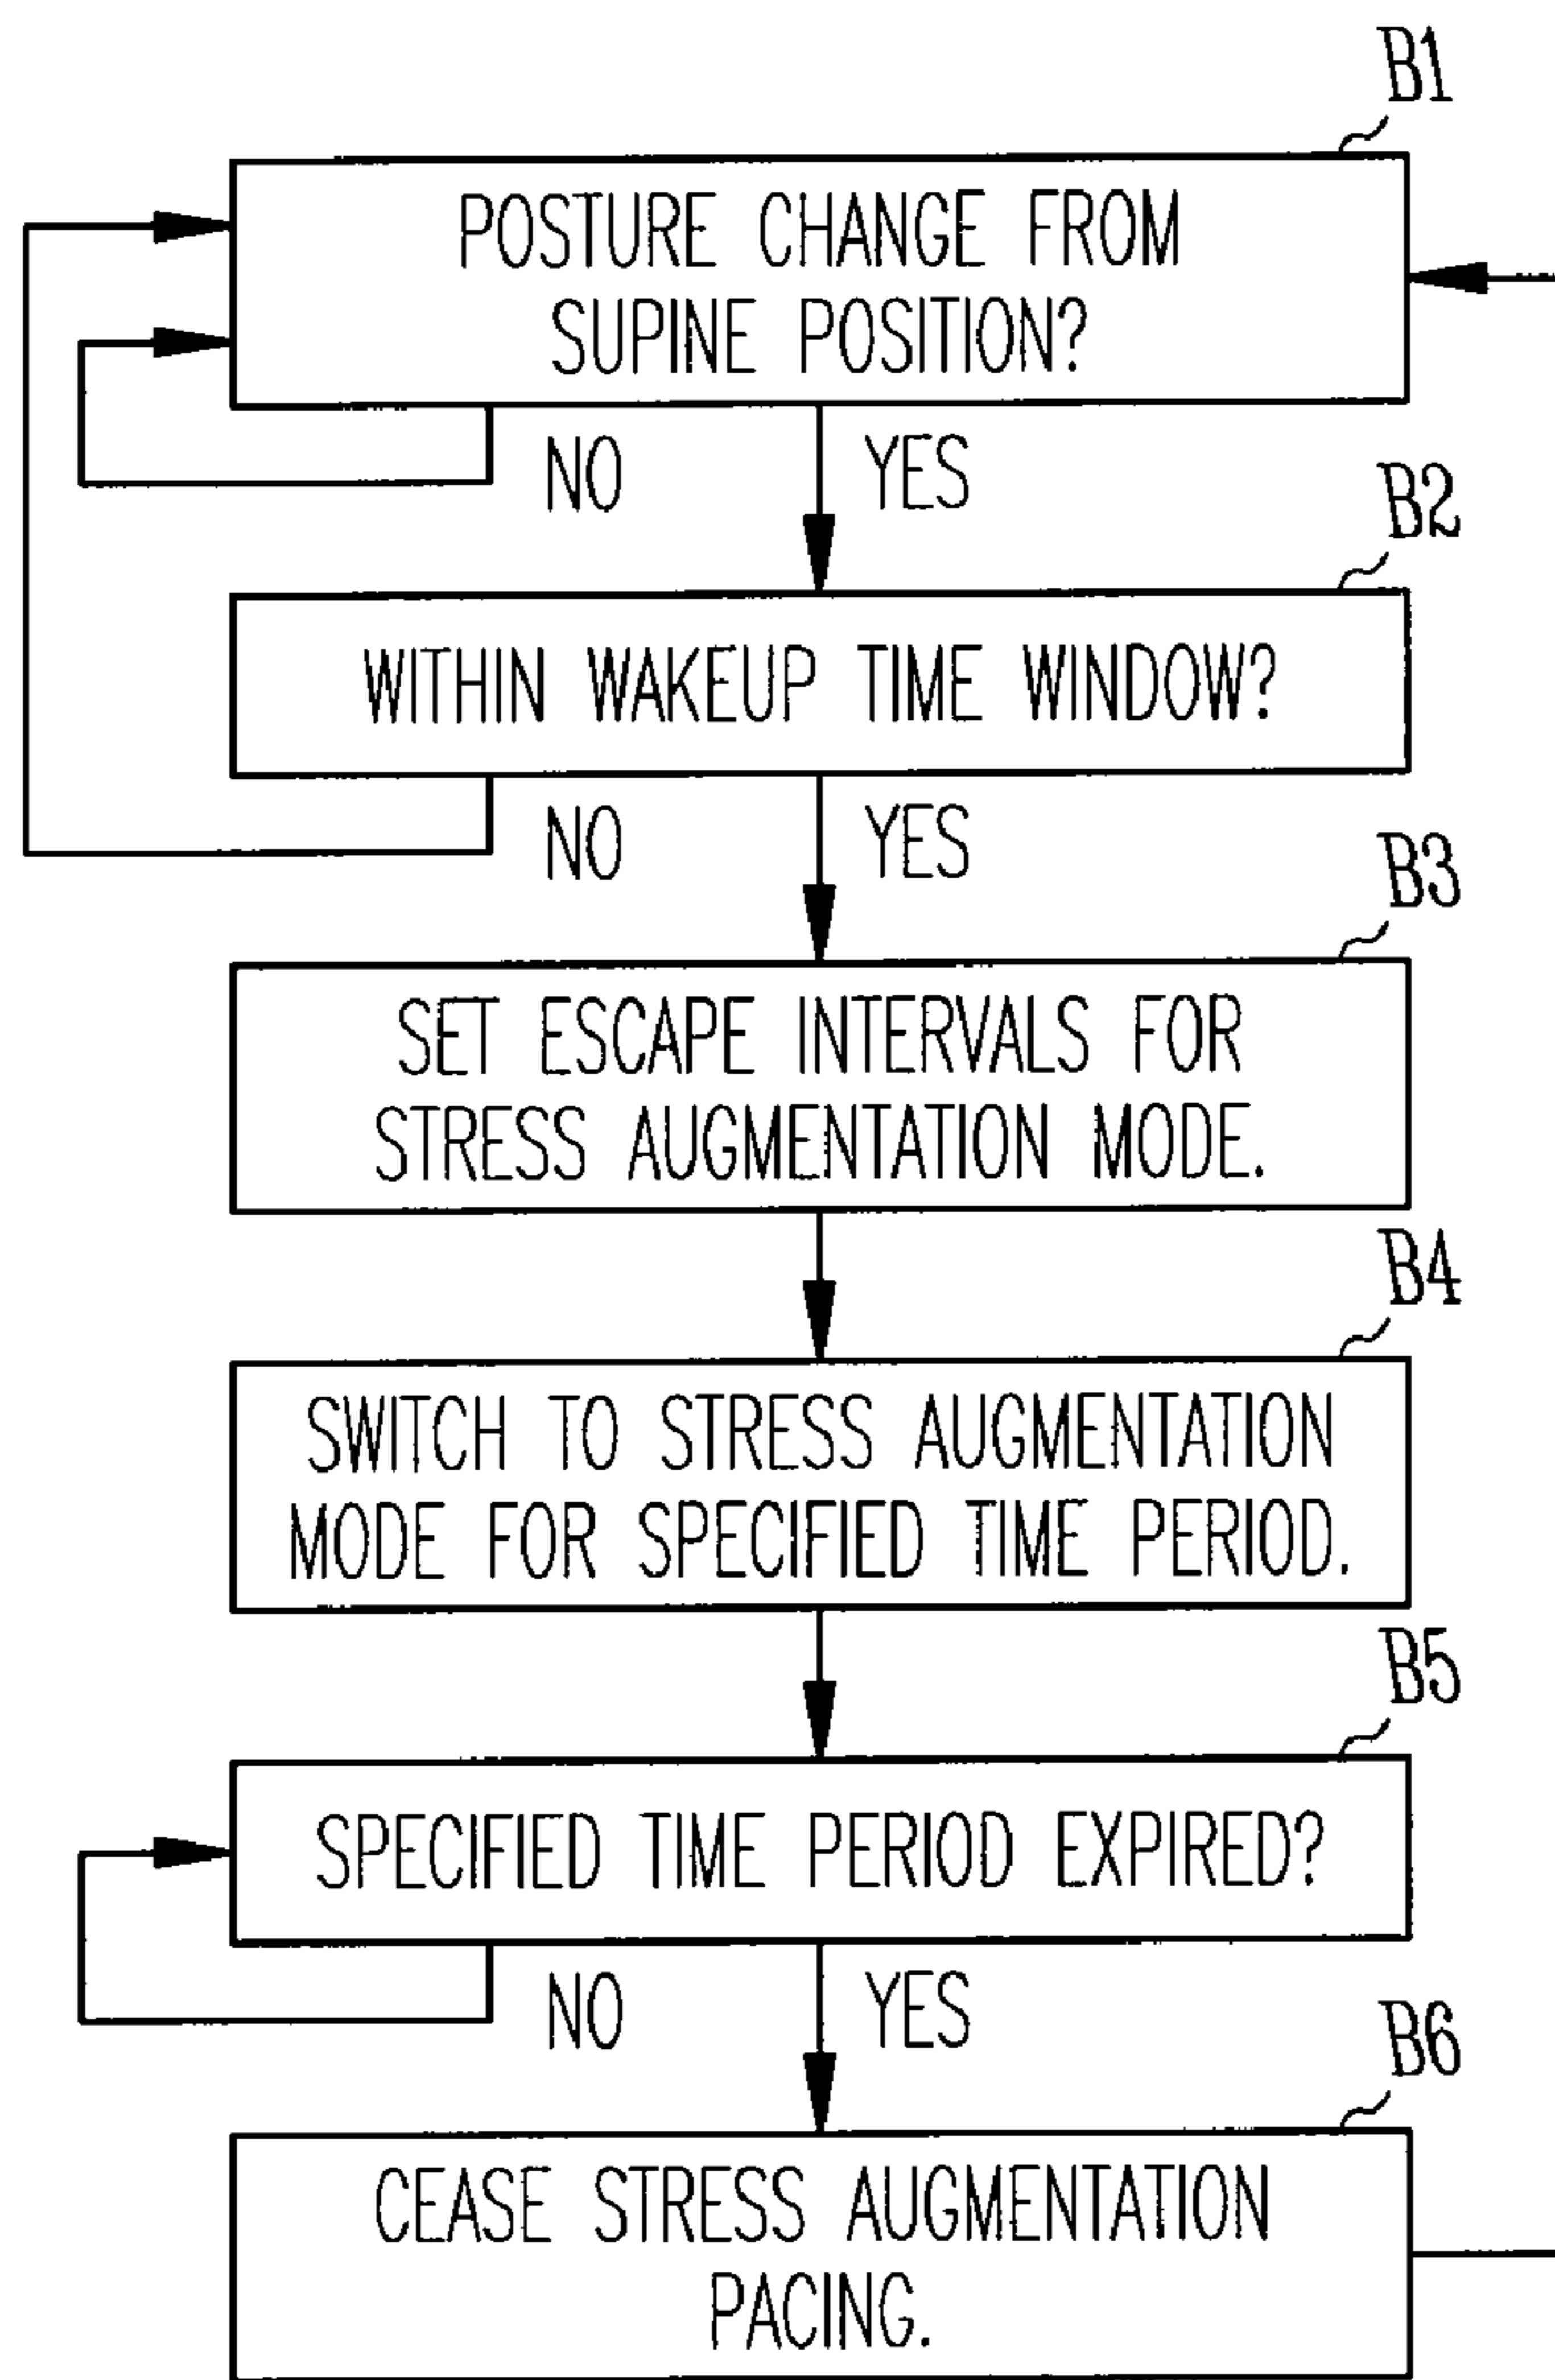 B1
POSTURE CHANGE FROM
SUPINE POSITION?
NO YES
B2
WITHIN WAKEUP TIME WINDOW?
NO YES
B3
SET ESCAPE INTERVALS FOR
STRESS AUGMENTATION MODE.
B4
SWITCH TO STRESS AUGMENTATION
MODE FOR SPECIFIED TIME PERIOD.
B5
SPECIFIED TIME PERIOD EXPIRED?
NO YES
B6
CEASE STRESS AUGMENTATION
PACING.